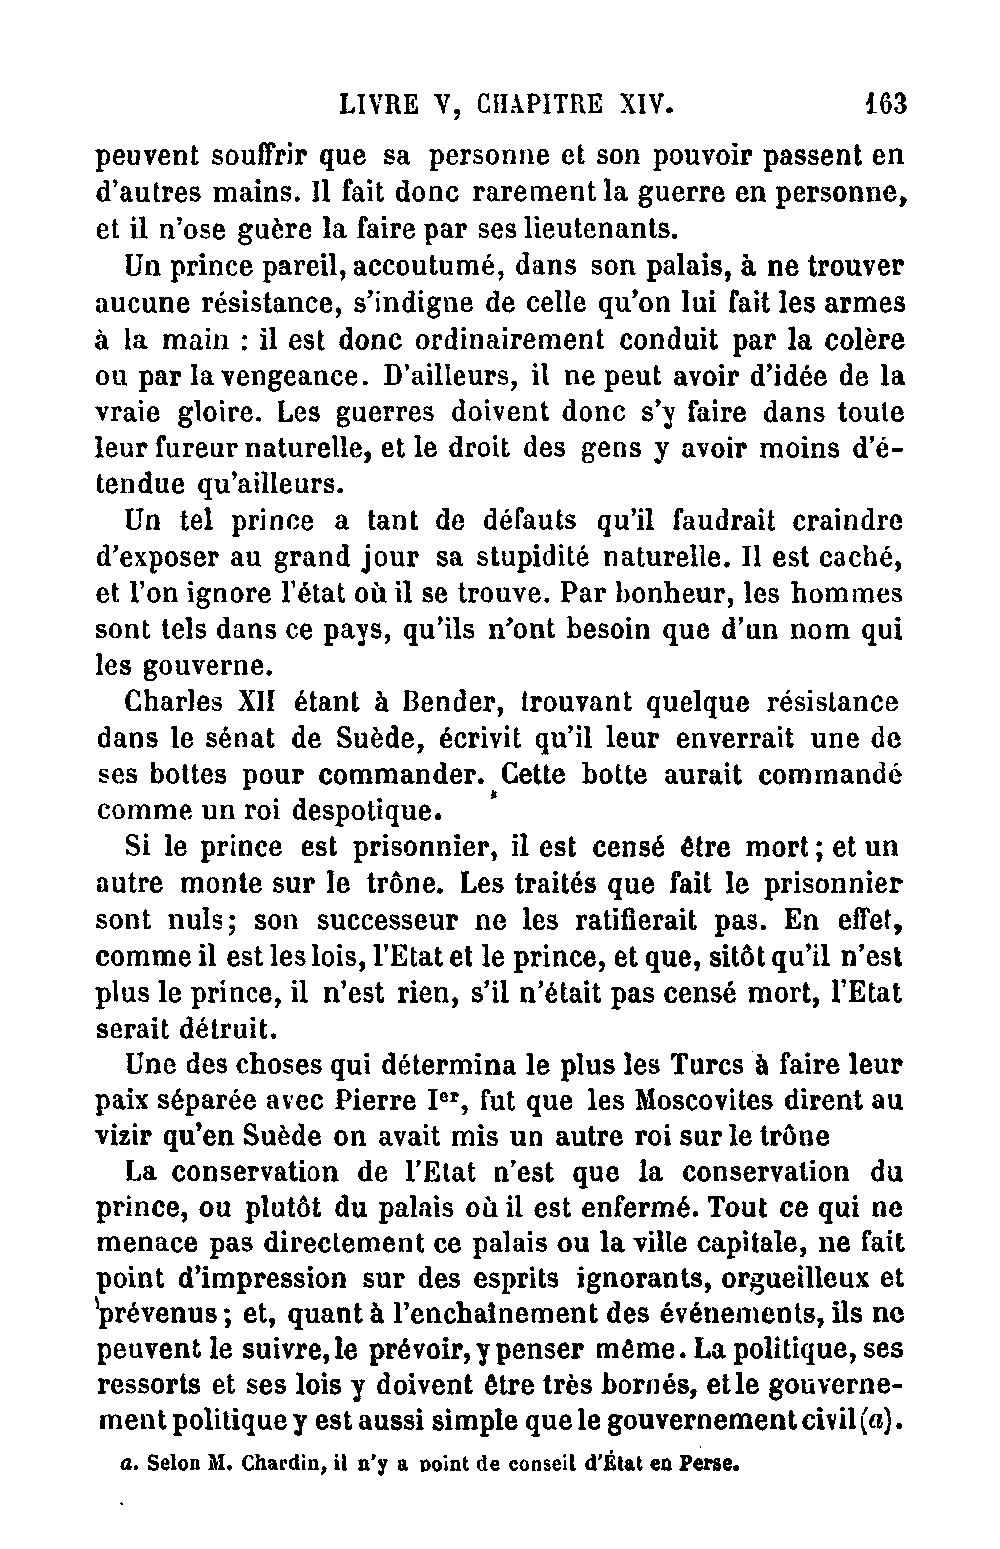 LIVRE V, CHAPITRE XIV. 163
peuvent souffrir que sa personne et son pouvoir passent en
d'autres mains. Il fait donc rarement la guerre en personne,
et il n'ose guère la faire par ses lieutenants.
Un prince pareil, accoutumé, dans son palais, à ne trouver
aucune résistance, s'indigne de celle qu'on lui fait les armes
à la main : il est donc ordinairement conduit par la colère
ou par la vengeance. D'ailleurs, il ne peut avoir d'idée de la
vraie gloire. Les guerres doivent donc s'y faire dans toute
leur fureur naturelle, et le droit des gens y avoir moins d'é-
tendue qu'ailleurs.
Un tel prince a tant de défauts qu'il faudrait craindre
d'exposer au grand jour sa stupidité naturelle. Il est caché,
et l'on ignore l'état où il se trouve. Par bonheur, les hommes
sont tels dans ce pays, qu'ils n'ont besoin que d'un nom qui
les gouverne.
Charles XII étant à Bender, trouvant quelque résistance
dans le sénat de Suède, écrivit qu'il leur enverrait une de
ses bottes pour commander. Cette botte aurait commandé
comme un roi despotique.
Si le prince est prisonnier, il est censé être mort ; et un
autre monte sur le trône. Les traités que fait le prisonnier
sont nuls; son successeur ne les ratifierait pas. En effet,
comme il est les lois, l'Etat et le prince, et que, sitôt qu'il n'est
plus le prince, il n'est rien, s'il n'était pas censé mort, l'Etat
serait détruit.
Une des choses qui détermina le plus les Turcs à faire leur
paix séparée avec Pierre Ier, fut que les Moscovites dirent au
vizir qu'en Suède on avait mis un autre roi sur le trône
La conservation de l'Etat n'est que la conservation du
prince, ou plutôt du palais où il est enfermé. Tout ce qui ne
menace pas directement ce palais ou la ville capitale, ne fait
point d'impression sur des esprits ignorants, orgueilleux et
prévenus ; et, quant à l'enchaînement des événements, ils ne
peuvent le suivre, le prévoir, y penser même. La politique, ses
ressorts et ses lois y doivent être très bornés, et le gouverne-
ment politique y est aussi simple que le gouvernement civil (a).
a. Selon M. Chardin, il n'y a point de conseil d'État en Perse.